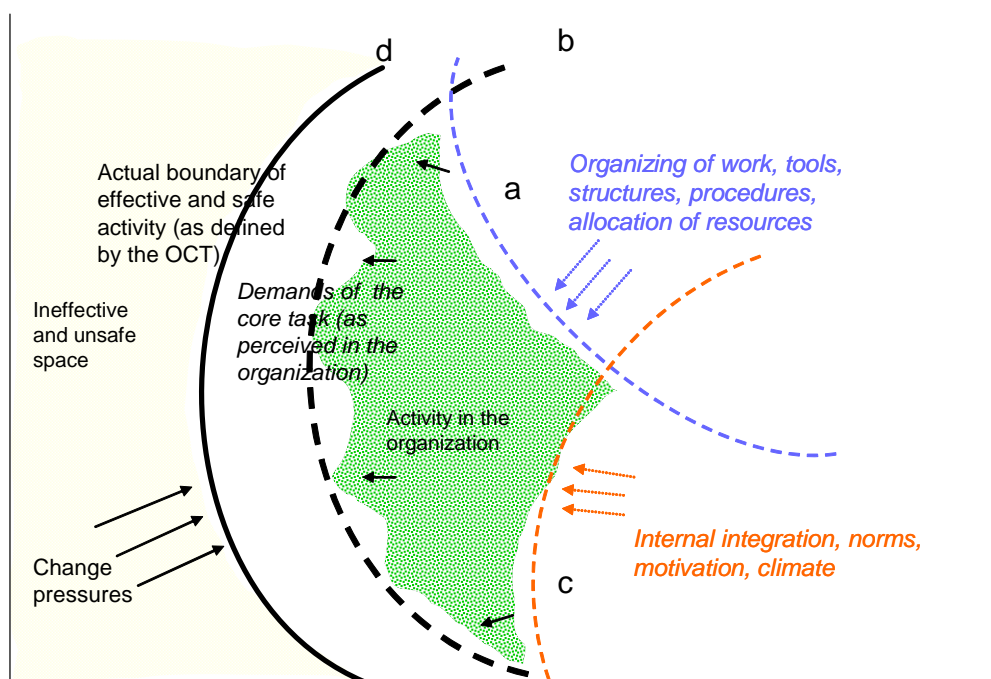 d
b
Actual boundary of
effective and safe
activity (as defined
by the OCT)
Organizing of work, tools,
structures, procedures,
allocation of resources
a
Demands of the
core task (as
perceived in the
organization)
Ineffective
and unsafe
space
Activity in the
organization
Internal integration, norms,
motivation, climate
Change
pressures
c